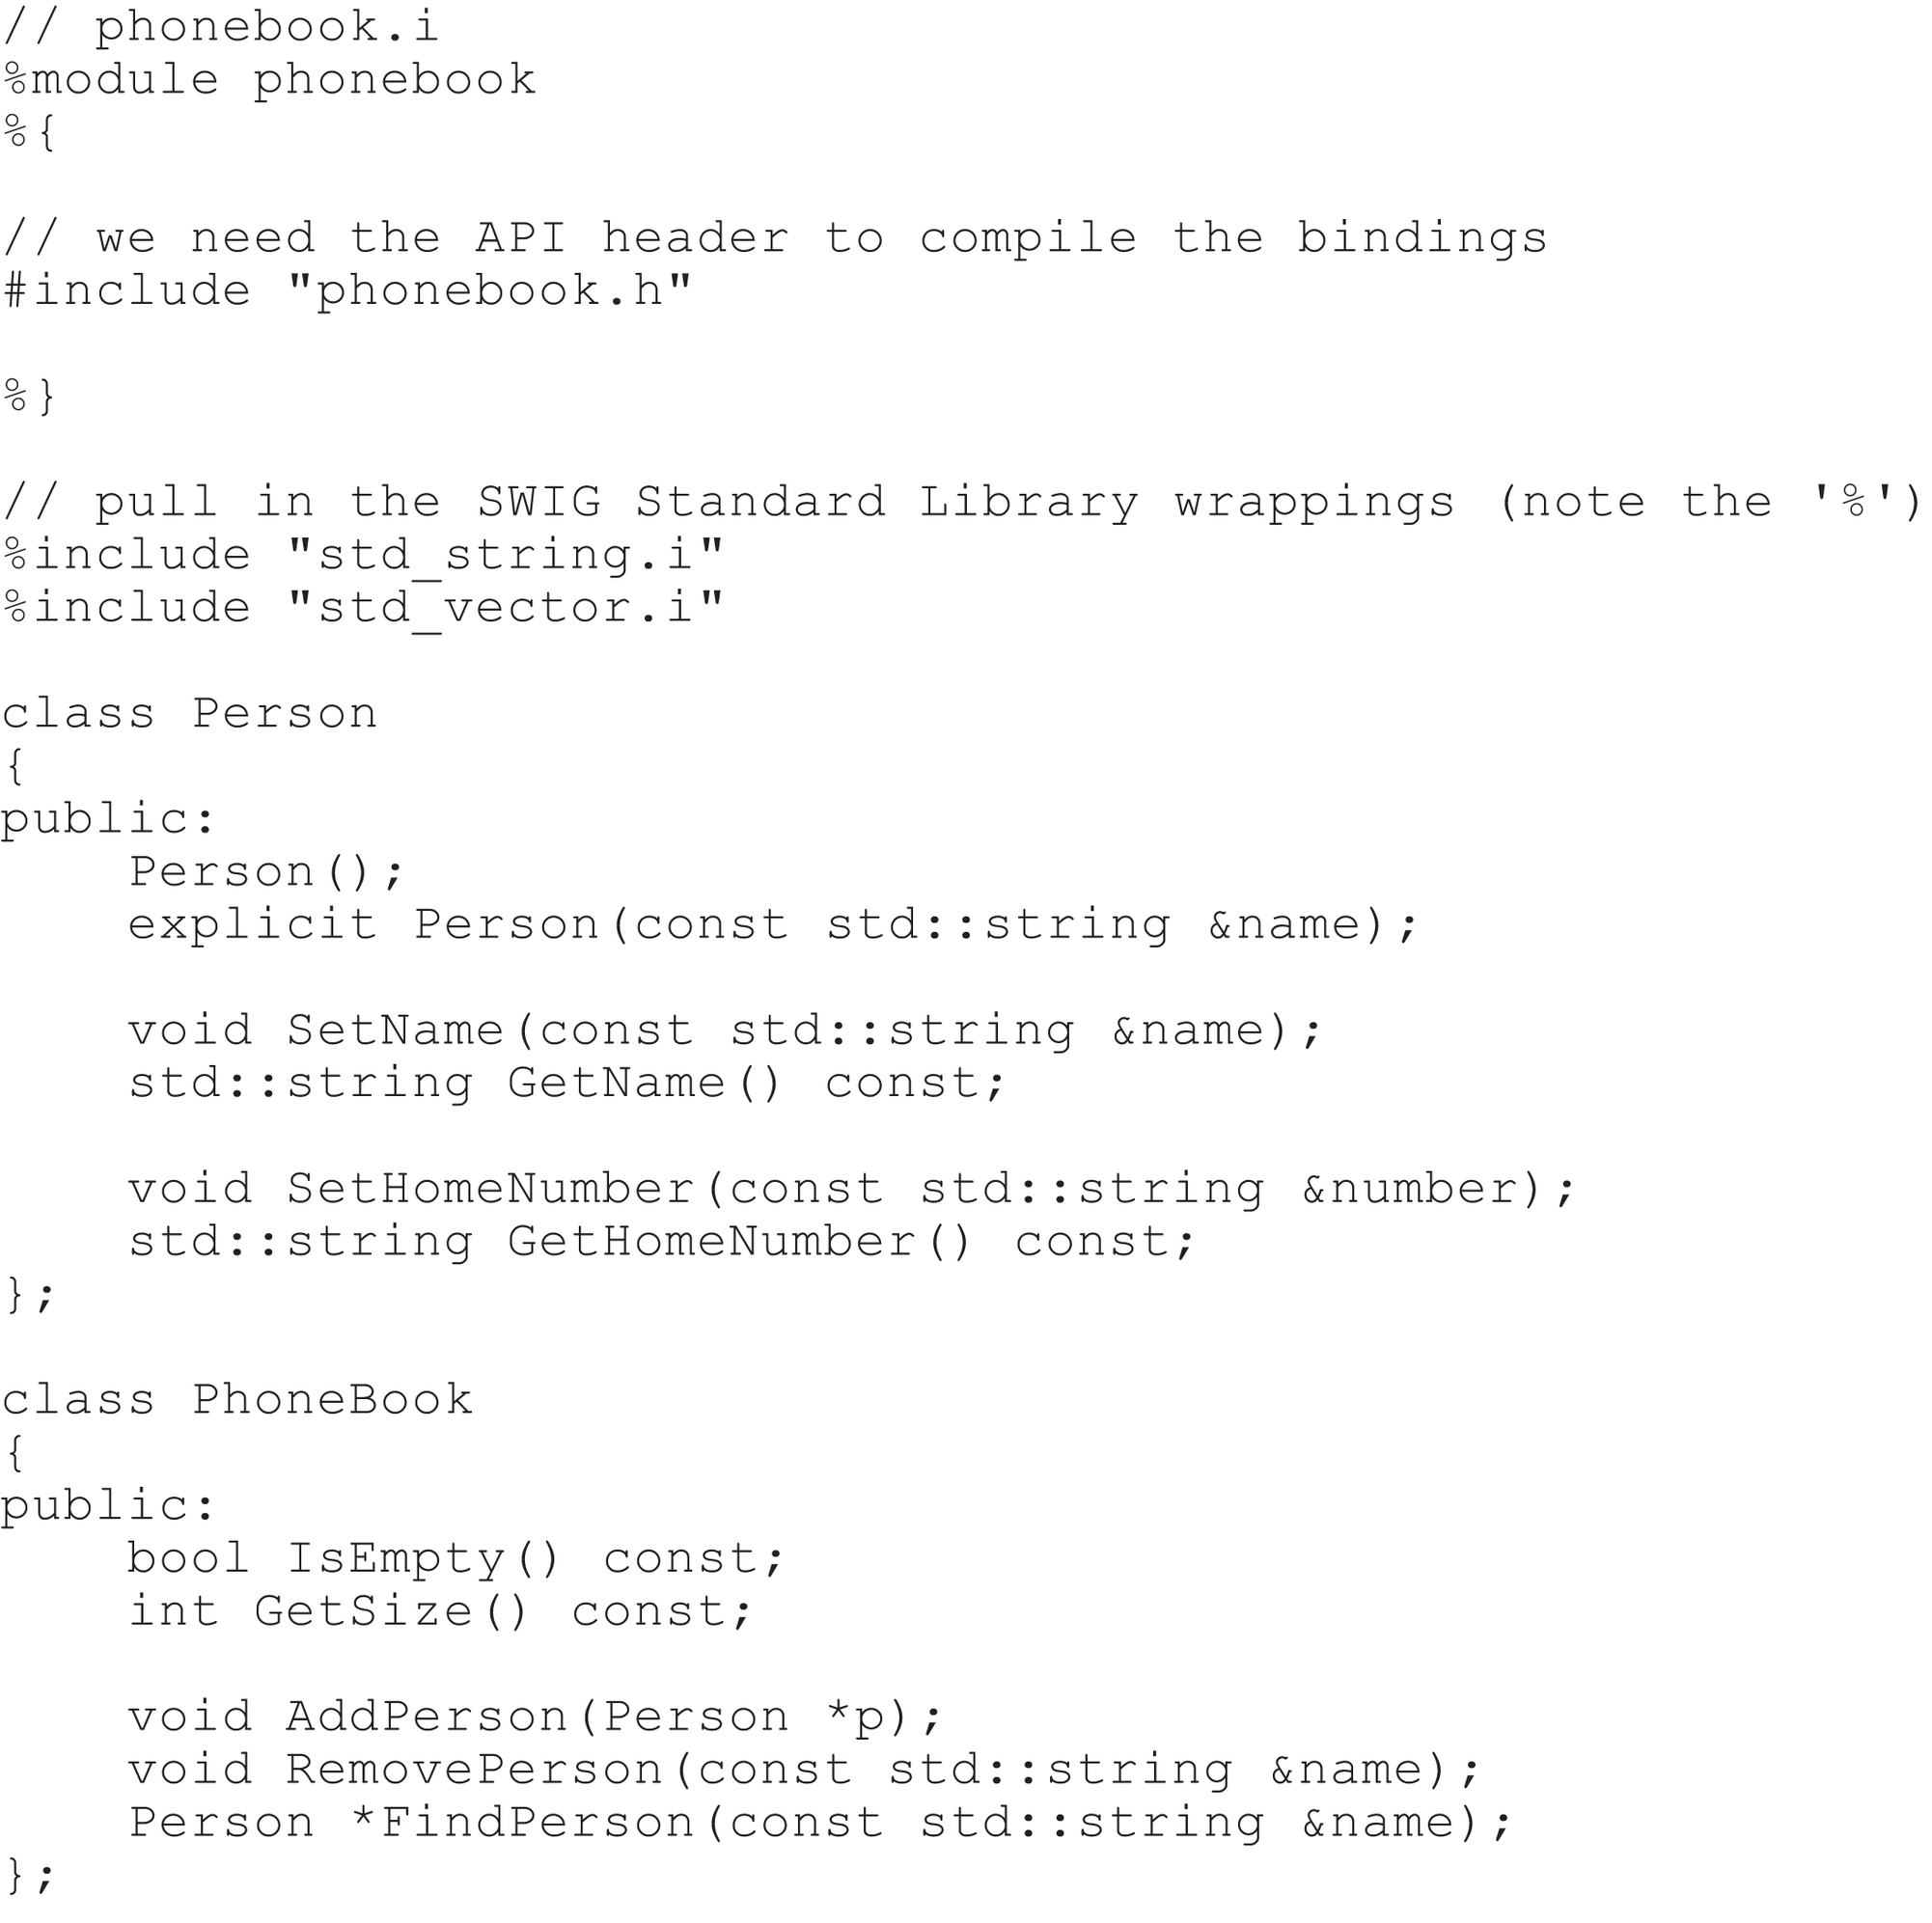 // phonebook.i
%module phonebook
%{
// we need the API header to compile the bindings
#include "phonebook.h"
%}
// pull in the SWIG Standard Library wrappings (note the '%')
%include "std_string.i"
%include "std_vector.i"
class Person
{
public:
    Person();
    explicit Person(const std::string &name);
    void SetName(const std::string &name);
    std::string GetName() const;
    void SetHomeNumber(const std::string &number);
    std::string GetHomeNumber() const;
};
class PhoneBook
{
public:
    bool IsEmpty() const;
    int GetSize() const;
    void AddPerson(Person *p);
    void RemovePerson(const std::string &name);
    Person *FindPerson(const std::string &name);
};